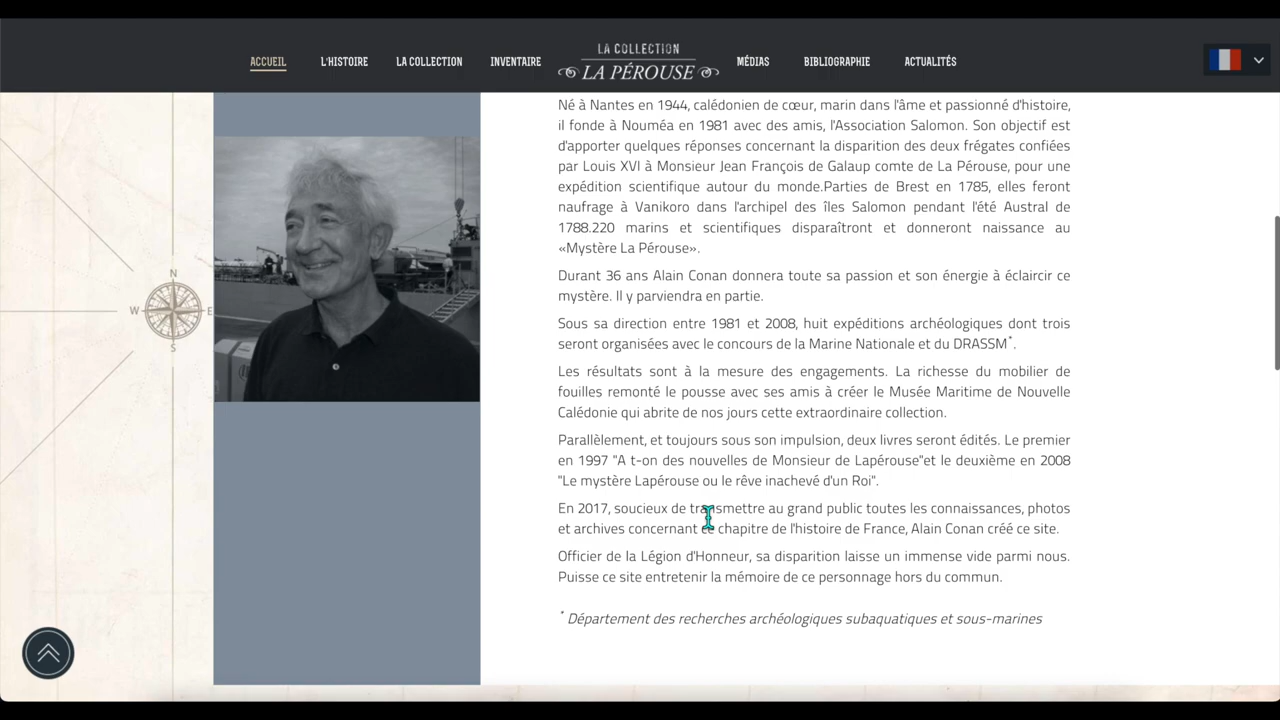 ACCUEIL L'HISTOIRE LA COLLECTION INVENTAIRE LA COLLECTION LA PÉROUSE MÉDIAS BIBLIOGRAPHIE ACTUALITÉS
Né à Nantes en 1944, calédonien de cœur, marin dans l'âme et passionné d'histoire,
il fonde à Nouméa en 1981 avec des amis, l'Association Salomon. Son objectif est
d'apporter quelques réponses concernant la disparition des deux frégates confiées
par Louis XVI à Monsieur Jean François de Galaup comte de La Pérouse, pour une
expédition scientifique autour du monde.Parties de Brest en 1785, elles feront
naufrage à Vanikoro dans l'archipel des îles Salomon pendant l'été Austral de
1788.220 marins et scientifiques disparaîtront et donneront naissance au
«Mystère La Pérouse».
Durant 36 ans Alain Conan donnera toute sa passion et son énergie à éclaircir ce
mystère. Il y parviendra en partie.
Sous sa direction entre 1981 et 2008, huit expéditions archéologiques dont trois
seront organisées avec le concours de la Marine Nationale et du DRASSM*.
Les résultats sont à la mesure des engagements. La richesse du mobilier de
fouilles remonté le pousse avec ses amis à créer le Musée Maritime de Nouvelle
Calédonie qui abrite de nos jours cette extraordinaire collection.
Parallèlement, et toujours sous son impulsion, deux livres seront édités. Le premier
en 1997 "A t-on des nouvelles de Monsieur de Lapérouse"et le deuxième en 2008
"Le mystère Lapérouse ou le rêve inachevé d'un Roi".
En 2017, soucieux de transmettre au grand public toutes les connaissances, photos
et archives concernant ce chapitre de l'histoire de France, Alain Conan créé ce site.
Officier de la Légion d'Honneur, sa disparition laisse un immense vide parmi nous.
Puisse ce site entretenir la mémoire de ce personnage hors du commun.
* Département des recherches archéologiques subaquatiques et sous-marines
N
W E
S